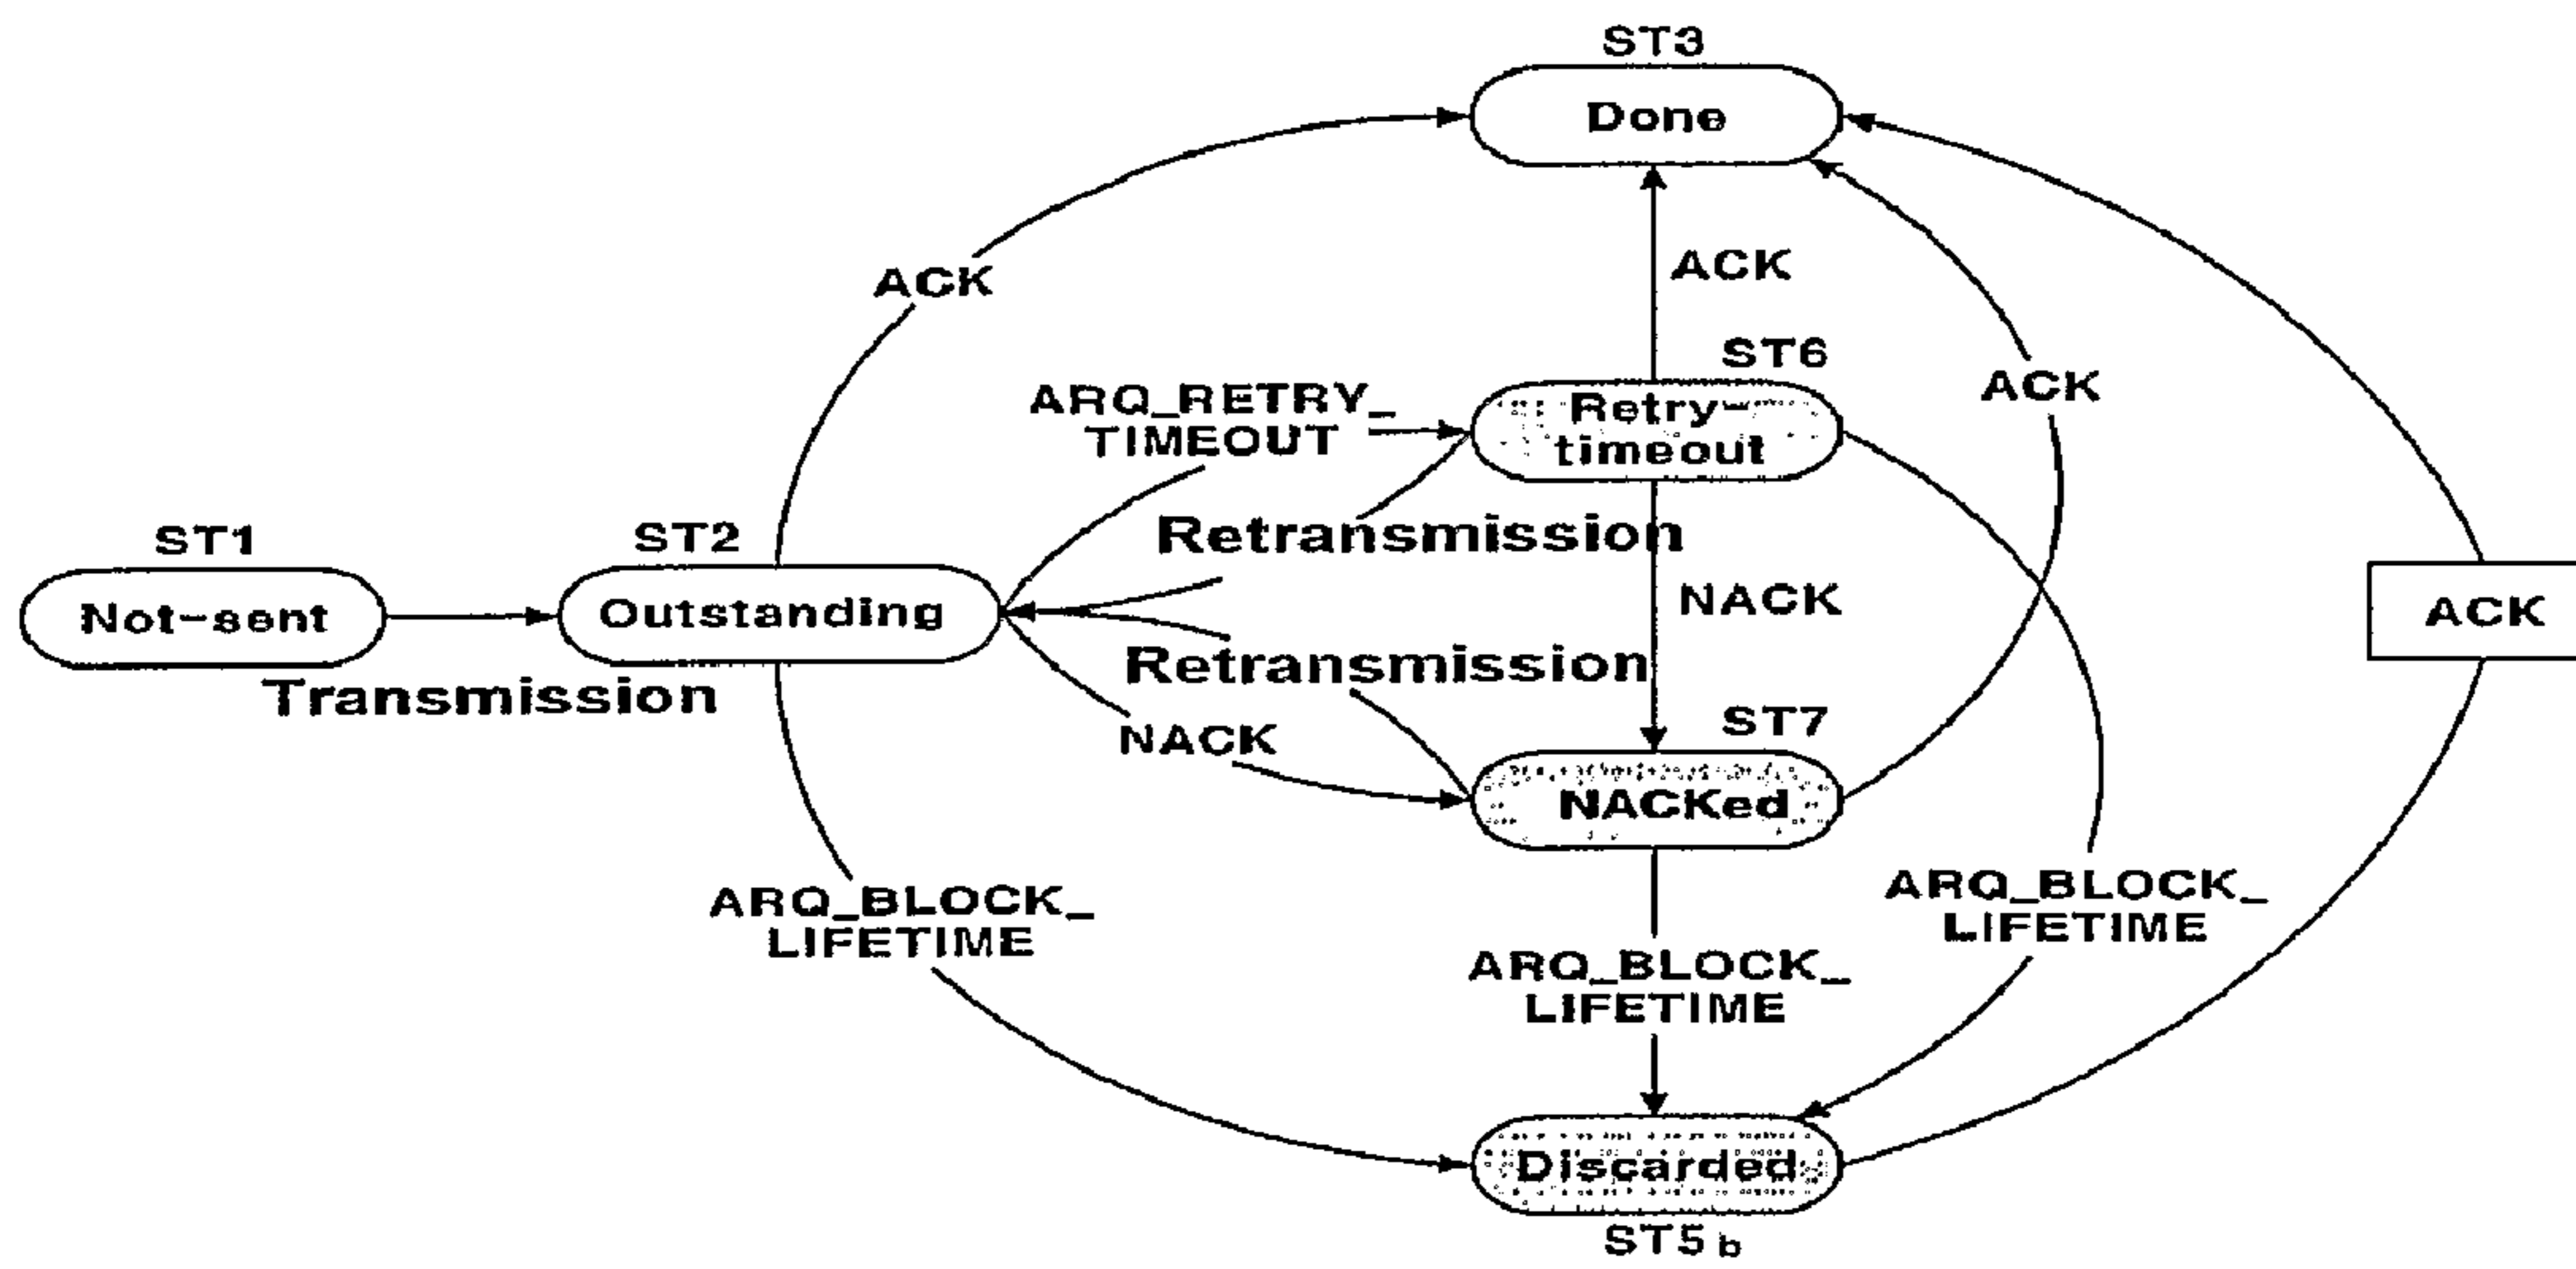 ST3
Done
ACK
ACK
ST6
ARQ_RETRY_
TIMEOUT
Retry-
timeout
ACK
ST1
Not-sent
Transmission
ST2
Outstanding
Retransmission
NACK
ACK
Retransmission
NACK
ST7
NACKed
ARQ_BLOCK_
LIFETIME
ARQ_BLOCK_
LIFETIME
ARQ_BLOCK_
LIFETIME
Discarded
ST5b